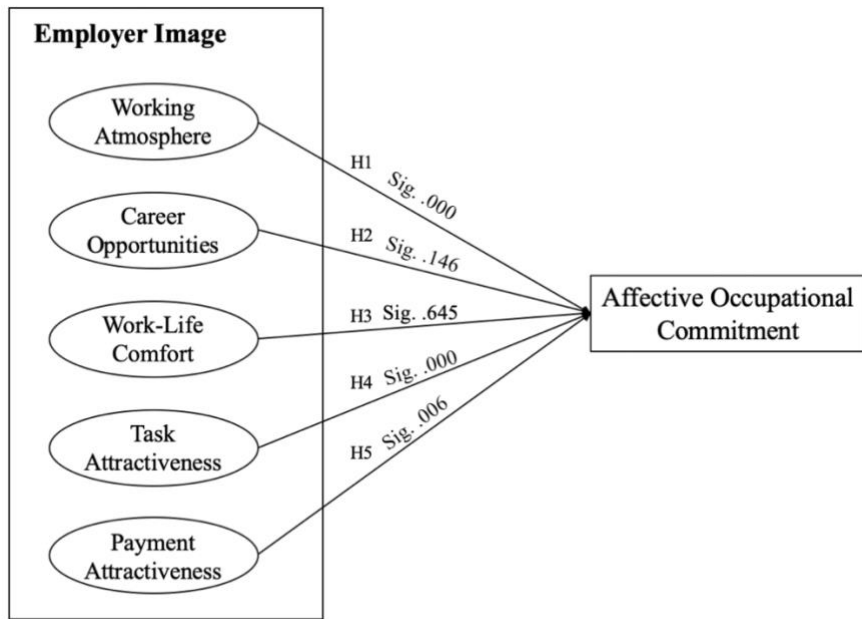 Employer Image
Working
Atmosphere
H1 Sig. .000
Career
Opportunities
H2 Sig. .146
Work-Life
Comfort
H3 Sig. .645
Task
Attractiveness
H4 Sig. .000
Payment
Attractiveness
H5 Sig. .006
Affective Occupational
Commitment